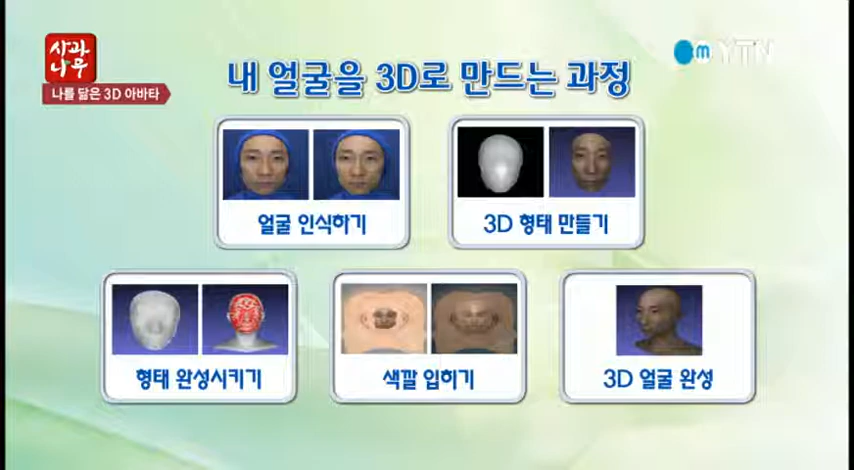 사과
나무
나를 닮은 3D 아바타
YTN
내 얼굴을 3D로 만드는 과정
얼굴 인식하기
3D 형태 만들기
형태 완성시키기
색깔 입히기
3D 얼굴 완성